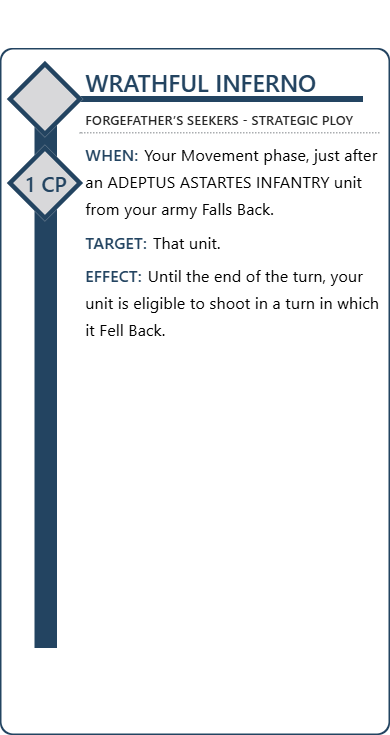 WRATHFUL INFERNO
FORGEFATHER'S SEEKERS - STRATEGIC PLOY
WHEN: Your Movement phase, just after
1 CP
an ADEPTUS ASTARTES INFANTRY unit
from your army Falls Back.
TARGET: That unit.
EFFECT: Until the end of the turn, your
unit is eligible to shoot in a turn in which
it Fell Back.